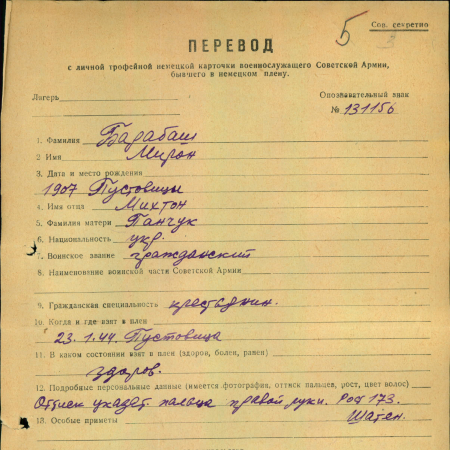 5
Сов. секретно
ПЕРЕВОД
с личной трофейной немецкой карточки военнослужащего Советской Армии,
бывшего в немецком плену.
Лагерь
Опознавательный знак
№ 131156
1. Фамилия Барабаш
2 Имя Мирон
3. Дата и место рождения
1907 Пустовицы
4. Имя отца Михтон
5. Фамилия матери Панчук
6. Национальность укр.
7. Воинское звание гражданский
8. Наименование воинской части Советской Армии
9. Гражданская специальность крестьянин.
10. Когда и где взят в плен
23.1.44. Пустовица
11. В каком состоянии взят в плен (здоров, болен, ранен)
здоров.
12. Подробные персональные данные (имеется фотография, оттиск пальцев, рост, цвет волос)
Оттиск указат. пальца правой руки. Рост 173.
Шатен.
13. Особые приметы